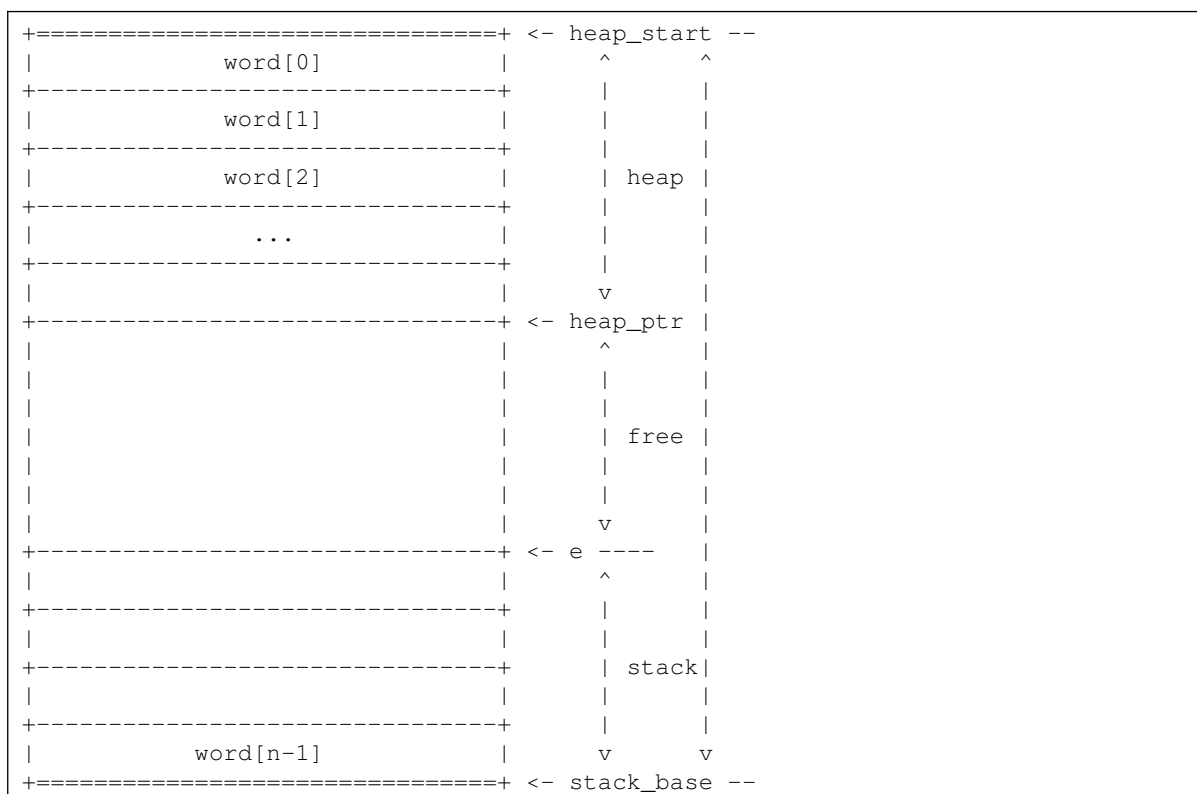 +================================+ <- heap_start --
|             word[0]            |      ^      ^
+--------------------------------+      |      |
|             word[1]            |      |      |
+--------------------------------+      |      |
|             word[2]            |      | heap |
+--------------------------------+      |      |
|               ...              |      |      |
+--------------------------------+      |      |
|                                |      v      |
+--------------------------------+ <- heap_ptr |
|                                |      ^      |
|                                |      |      |
|                                |      |      |
|                                |      | free |
|                                |      |      |
|                                |      |      |
|                                |      v      |
+--------------------------------+ <- e ----   |
|                                |      ^      |
+--------------------------------+      |      |
|                                |      |      |
+--------------------------------+      | stack|
|                                |      |      |
+--------------------------------+      |      |
|           word[n-1]            |      v      v
+================================+ <- stack_base --